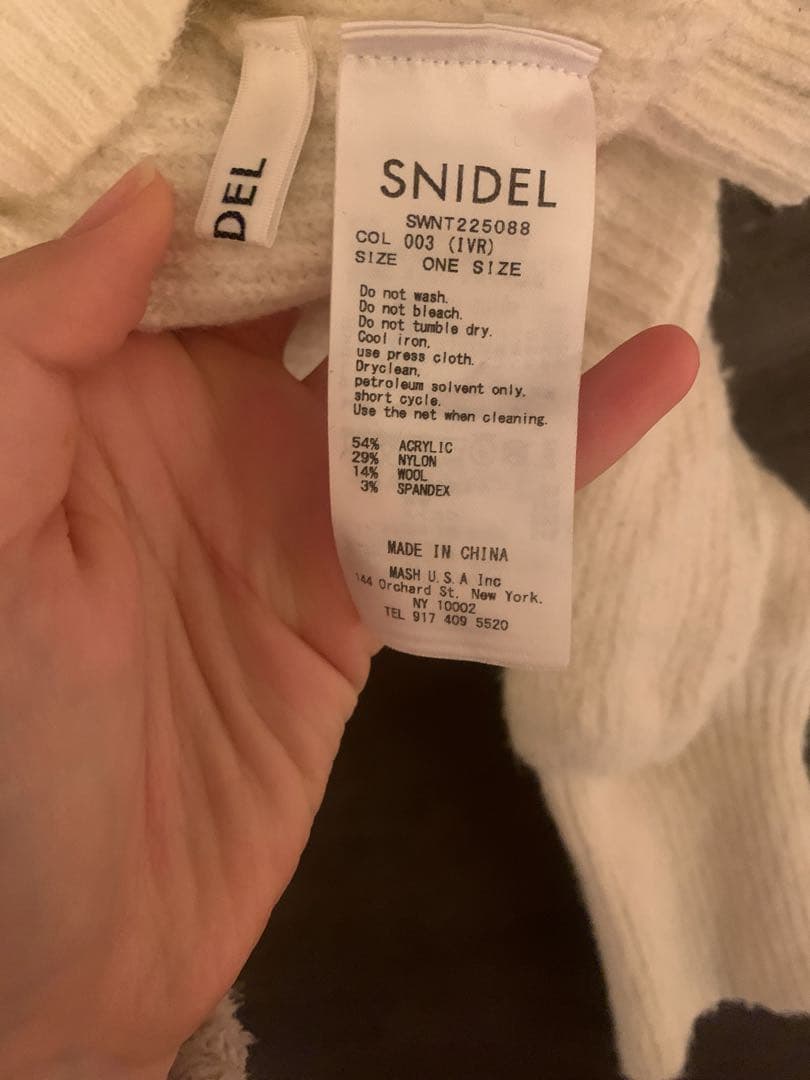 DEL
SNIDEL
SWNT225088
COL 003 (IVR)
SIZE ONE SIZE
Do not wash.
Do not bleach.
Do not tumble dry.
Cool iron,
use press cloth.
Dryclean,
petroleum solvent only.
short cycle.
Use the net when cleaning.
54% ACRYLIC
29% NYLON
14% WOOL
3% SPANDEX
MADE IN CHINA
MASH U.S.A Inc
144 Orchard St. New York.
NY 10002
TEL 917 409 5520